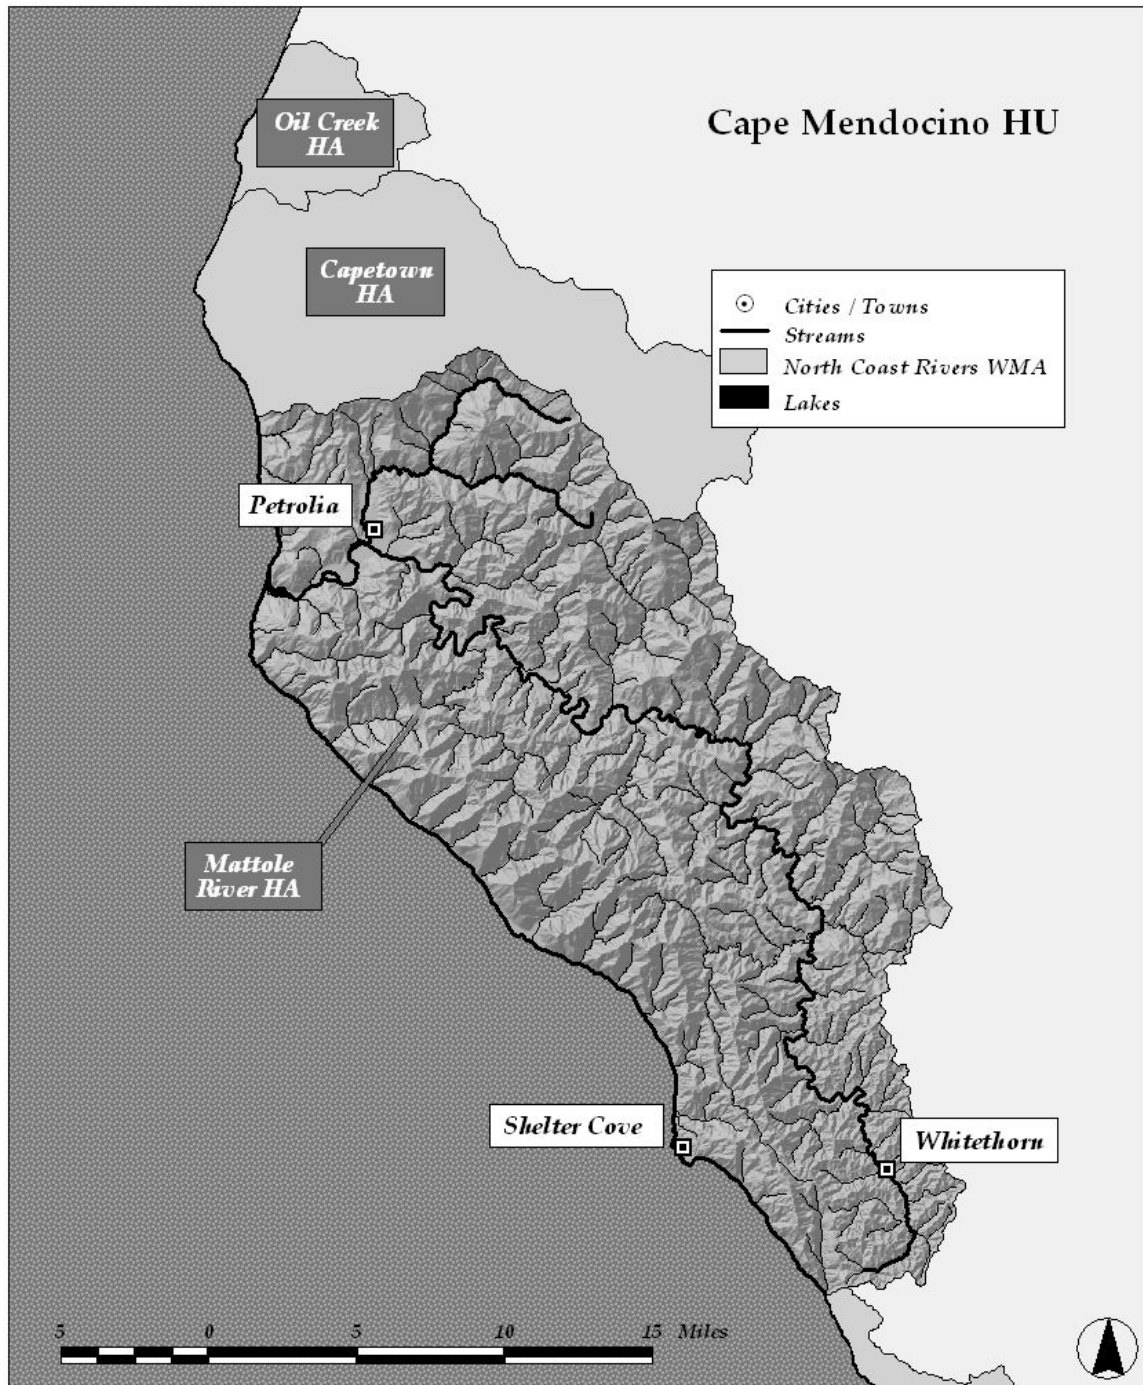 Oil Creek
HA
Cape Mendocino HU
Capetown
HA
Cities / Towns
Streams
North Coast Rivers WMA
Lakes
Petrolia
Mattole
River HA
Shelter Cove
Whitethorn
5 0 5 10 15 Miles